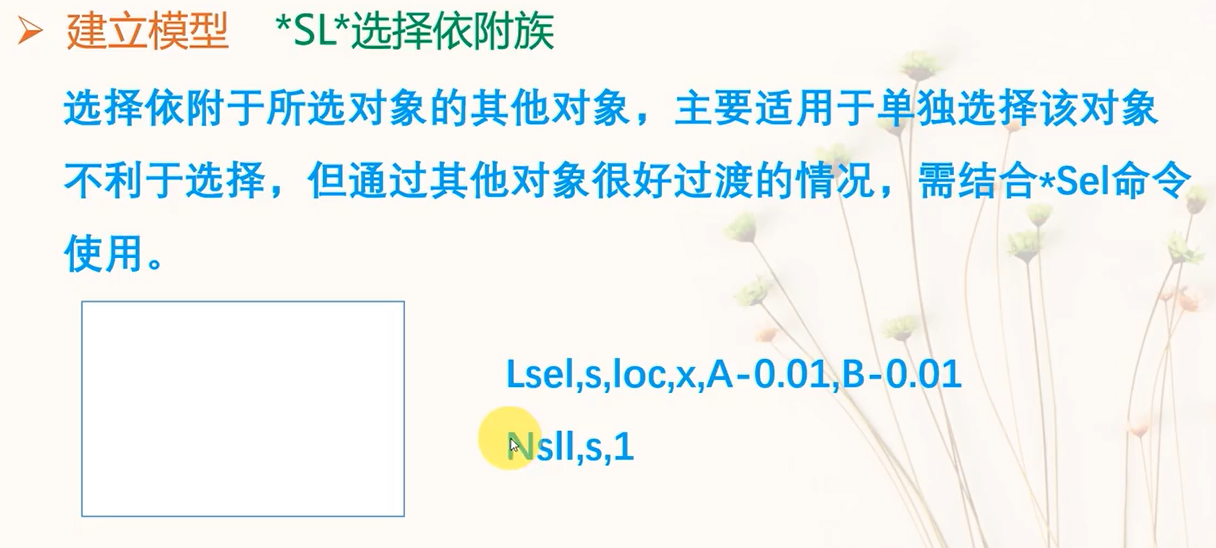 建立模型 *SL*选择依附族
选择依附于所选对象的其他对象，主要适用于单独选择该对象
不利于选择，但通过其他对象很好过渡的情况，需结合*Sel命令
使用。
Lsel,s,loc,x,A-0.01,B-0.01
Nsll,s,1